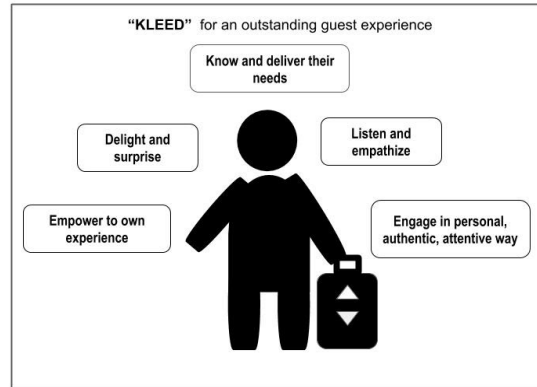 “KLEED” for an outstanding guest experience
Know and deliver their
needs
Delight and
surprise
Listen and
empathize
Empower to own
experience
Engage in personal,
authentic, attentive way